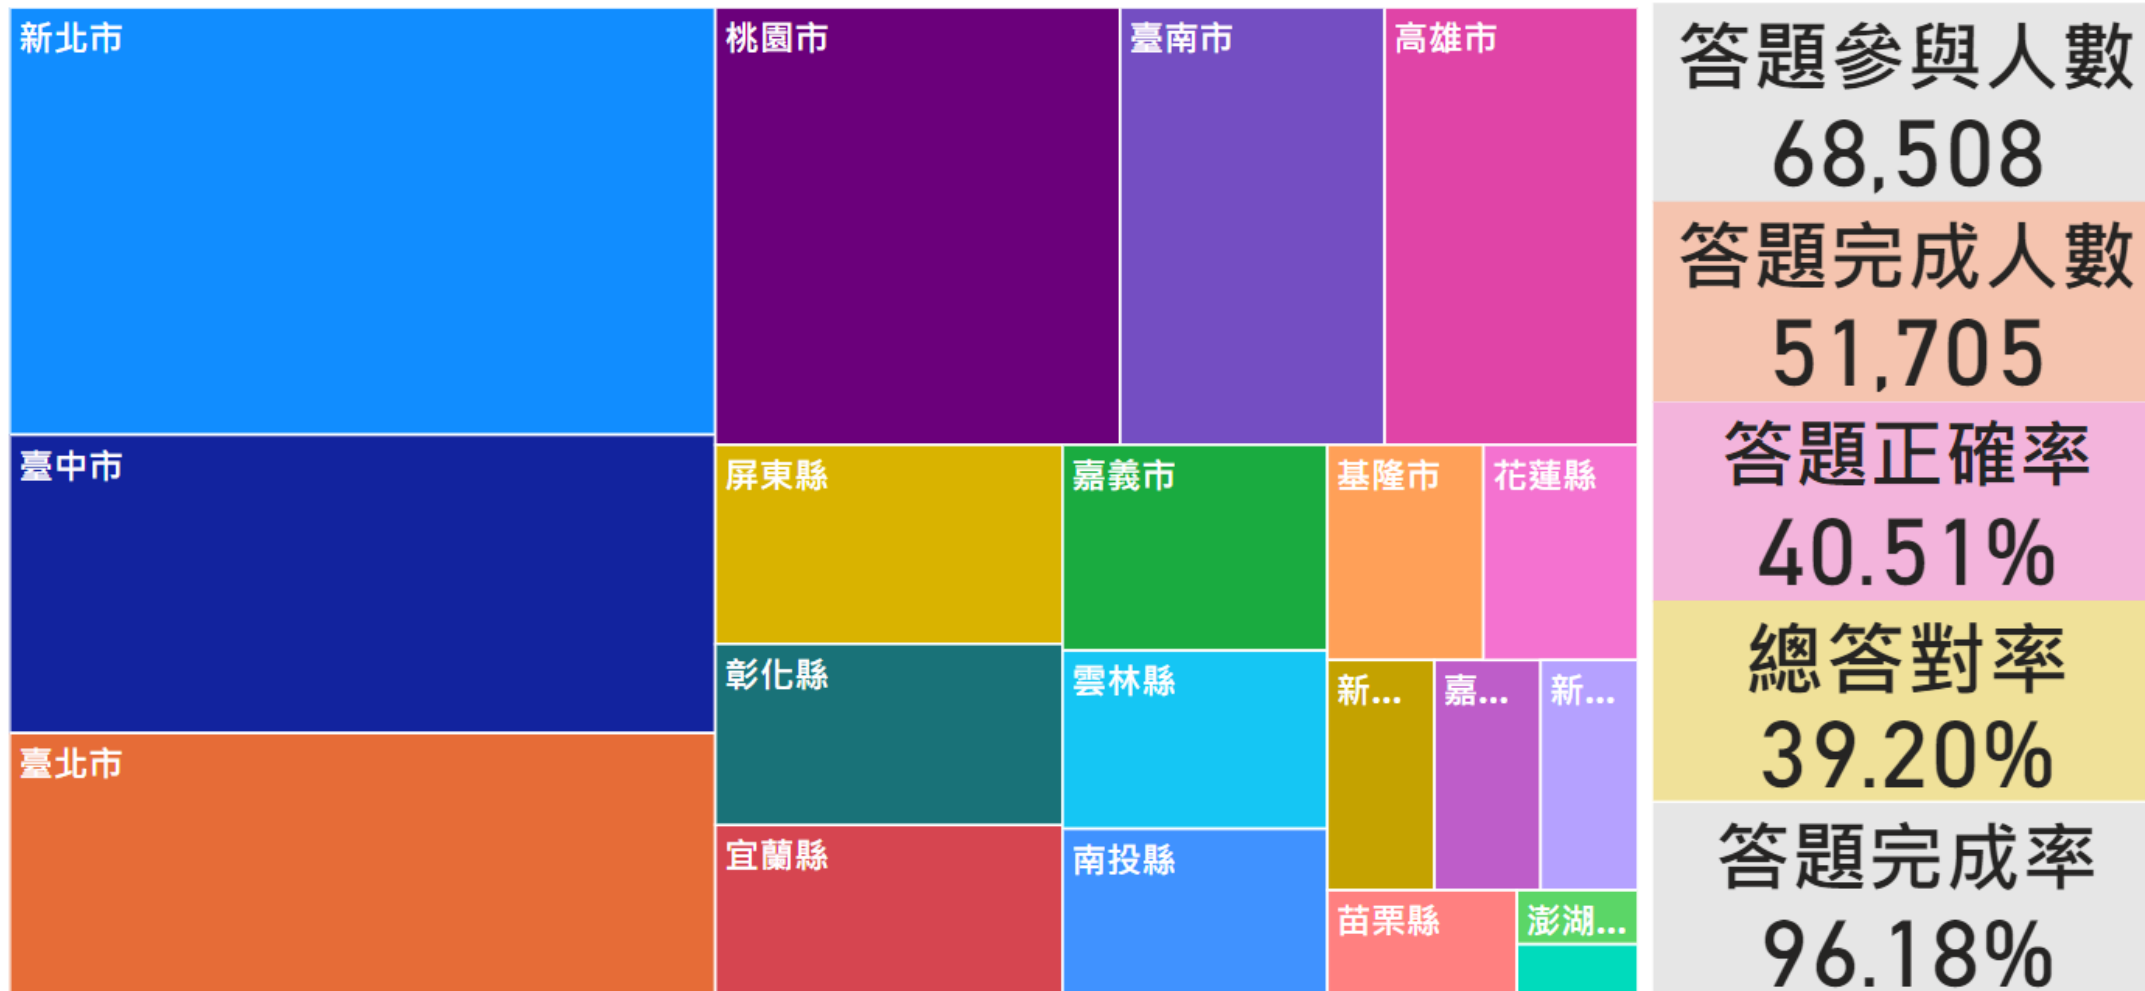 新北市
臺中市
臺北市
桃園市
臺南市
高雄市
屏東縣
彰化縣
宜蘭縣
嘉義市
雲林縣
南投縣
基隆市
花蓮縣
新...
嘉...
新...
苗栗縣
澎湖...
答題參與人數
68,508
答題完成人數
51,705
答題正確率
40.51%
總答對率
39.20%
答題完成率
96.18%